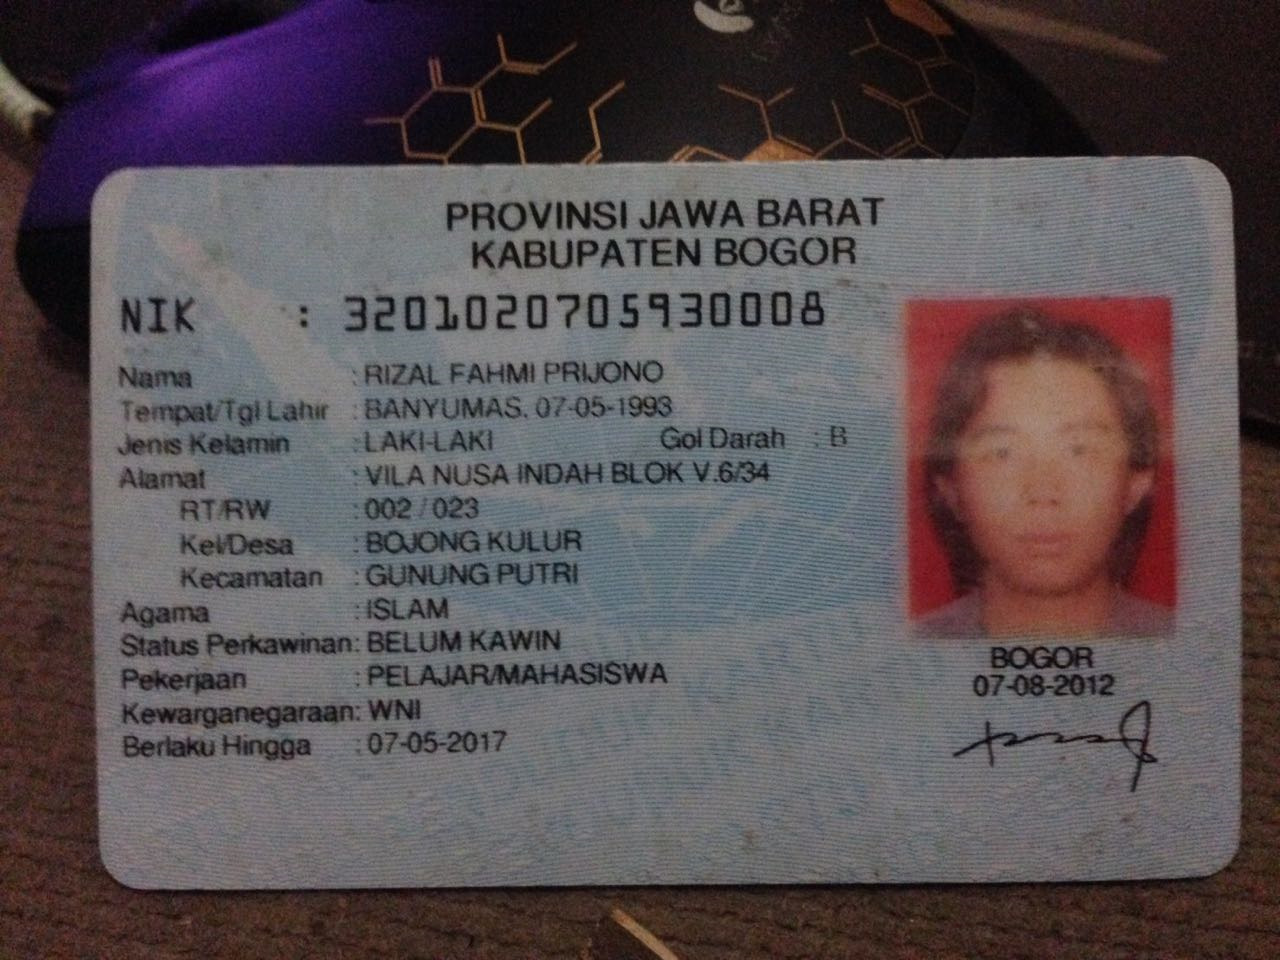 PROVINSI JAWA BARAT
KABUPATEN BOGOR
NIK : 3201020705930008
Nama : RIZAL FAHMI PRIJONO
Tempat/Tgl Lahir : BANYUMAS, 07-05-1993
Jenis Kelamin : LAKI-LAKI Gol Darah : B
Alamat : VILA NUSA INDAH BLOK V.6/34
RT/RW : 002 / 023
Kel/Desa : BOJONG KULUR
Kecamatan : GUNUNG PUTRI
Agama : ISLAM
Status Perkawinan: BELUM KAWIN
Pekerjaan : PELAJAR/MAHASISWA
Kewarganegaraan: WNI
Berlaku Hingga : 07-05-2017
BOGOR
07-08-2012